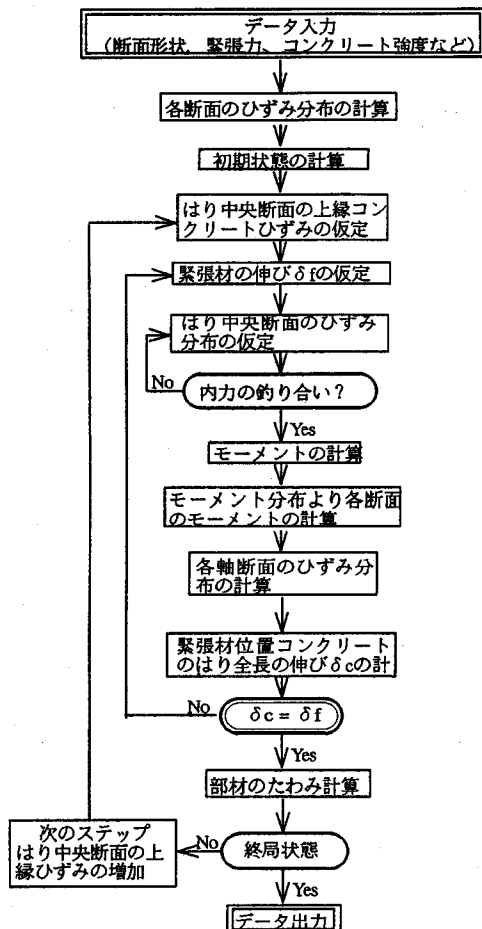 データ入力
(断面形状、緊張力、コンクリート強度など)
各断面のひずみ分布の計算
初期状態の計算
はり中央断面の上縁コン
クリートひずみの仮定
緊張材の伸びδfの仮定
はり中央断面のひずみ
分布の仮定
No
内力の釣り合い?
Yes
モーメントの計算
モーメント分布より各断面
のモーメントの計算
各軸断面のひずみ分
布の計算
緊張材位置コンクリート
のはり全長の伸びδcの計
No
δc = δf
Yes
部材のたわみ計算
次のステップ
はり中央断面の上
縁ひずみの増加
No
終局状態
Yes
データ出力